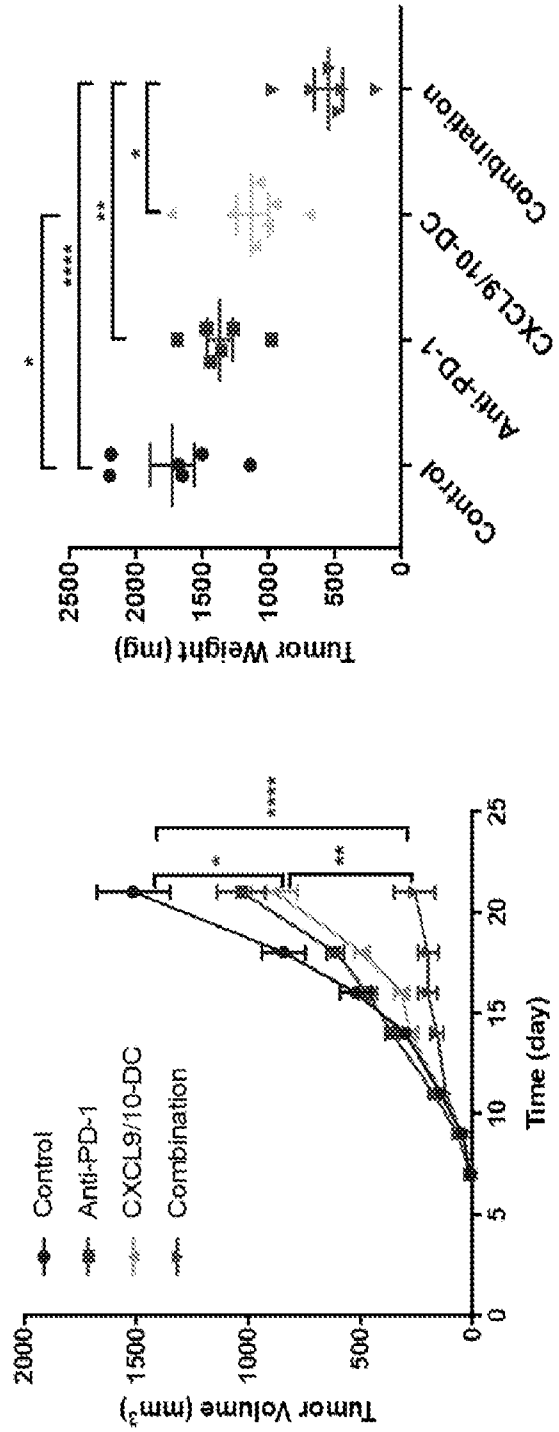 Tumor Volume (mm³)
2000
1500
1000
500
0
Control
Anti-PD-1
CXCL9/10-DC
Combination
*
**
****
0
5
10
15
20
25
Time (day)
Tumor Weight (mg)
2500
2000
1500
1000
500
0
*
****
**
*
Control
Anti-PD-1
CXCL9/10-DC
Combination